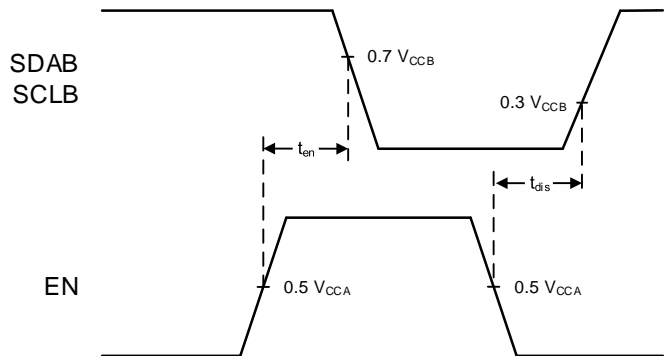 SDAB
SCLB
0.7 VCCB
0.3 VCCB
ten
tdis
EN
0.5 VCCA
0.5 VCCA